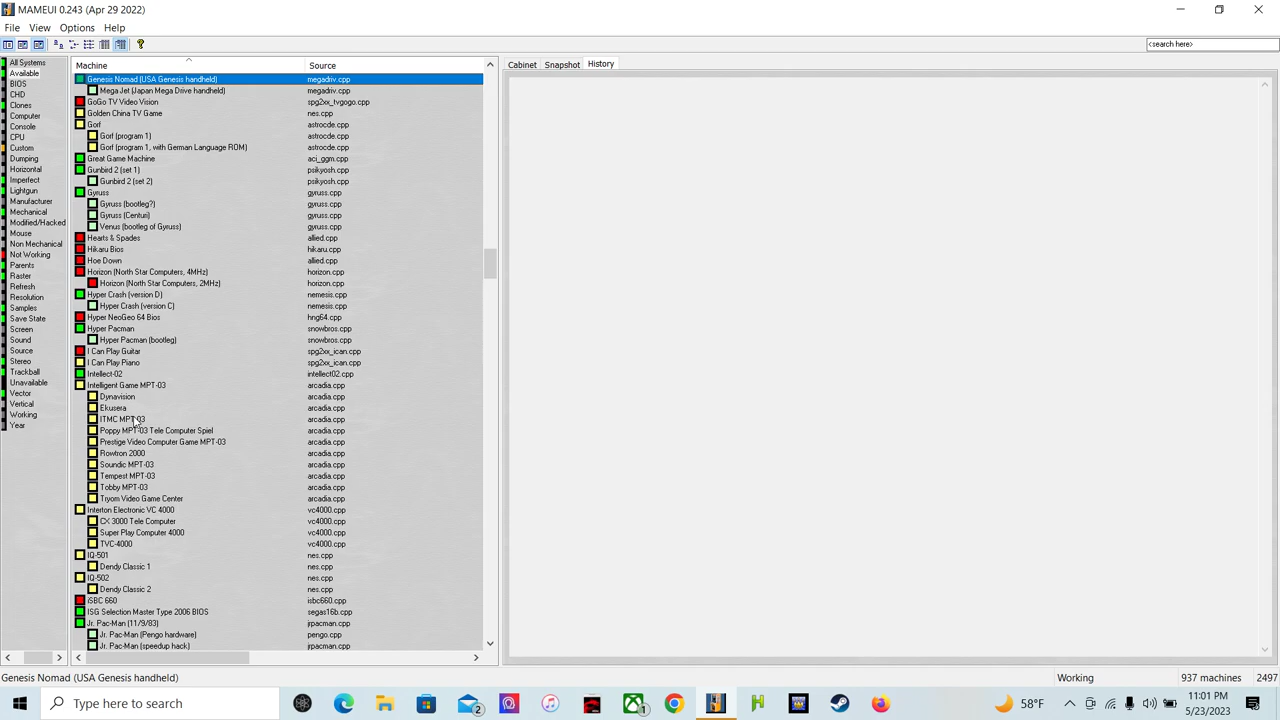 MAMEUI 0.243 (Apr 29 2022)
File View Options Help
<search here>
All Systems
Available
BIOS
CHD
Clones
Computer
Console
CPU
Custom
Dumping
Horizontal
Imperfect
Lightgun
Manufacturer
Mechanical
Modified/Hacked
Mouse
Non Mechanical
Not Working
Parents
Raster
Refresh
Resolution
Samples
Save State
Screen
Sound
Source
Stereo
Trackball
Unavailable
Vector
Vertical
Working
Year
Machine Source
Genesis Nomad (USA Genesis handheld) megadriv.cpp
Mega Jet (Japan Mega Drive handheld) megadriv.cpp
GoGo TV Video Vision spg2xx_tvgogo.cpp
Golden China TV Game nes.cpp
Gorf astrocde.cpp
Gorf (program 1) astrocde.cpp
Gorf (program 1, with German Language ROM) astrocde.cpp
Great Game Machine aci_ggm.cpp
Gunbird 2 (set 1) psikyosh.cpp
Gunbird 2 (set 2) psikyosh.cpp
Gyruss gyruss.cpp
Gyruss (bootleg?) gyruss.cpp
Gyruss (Centuri) gyruss.cpp
Venus (bootleg of Gyruss) gyruss.cpp
Hearts & Spades allied.cpp
Hikaru Bios hikaru.cpp
Hoe Down allied.cpp
Horizon (North Star Computers, 4MHz) horizon.cpp
Horizon (North Star Computers, 2MHz) horizon.cpp
Hyper Crash (version D) nemesis.cpp
Hyper Crash (version C) nemesis.cpp
Hyper NeoGeo 64 Bios hng64.cpp
Hyper Pacman snowbros.cpp
Hyper Pacman (bootleg) snowbros.cpp
I Can Play Guitar spg2xx_ican.cpp
I Can Play Piano spg2xx_ican.cpp
Intellect-02 intellect02.cpp
Intelligent Game MPT-03 arcadia.cpp
Dynavision arcadia.cpp
Ekusera arcadia.cpp
ITMC MPT-03 arcadia.cpp
Poppy MPT-03 Tele Computer Spiel arcadia.cpp
Prestige Video Computer Game MPT-03 arcadia.cpp
Rowtron 2000 arcadia.cpp
Soundic MPT-03 arcadia.cpp
Tempest MPT-03 arcadia.cpp
Tobby MPT-03 arcadia.cpp
Tryom Video Game Center arcadia.cpp
Interton Electronic VC 4000 vc4000.cpp
CX 3000 Tele Computer vc4000.cpp
Super Play Computer 4000 vc4000.cpp
TVC-4000 vc4000.cpp
IQ-501 nes.cpp
Dendy Classic 1 nes.cpp
IQ-502 nes.cpp
Dendy Classic 2 nes.cpp
iSBC 660 isbc660.cpp
ISG Selection Master Type 2006 BIOS segas16b.cpp
Jr. Pac-Man (11/9/83) jrpacman.cpp
Jr. Pac-Man (Pengo hardware) pengo.cpp
Jr. Pac-Man (speedup hack) jrpacman.cpp
Cabinet Snapshot History
Genesis Nomad (USA Genesis handheld) Working 937 machines 2497
Type here to search
2
1
58°F
11:01 PM
5/23/2023